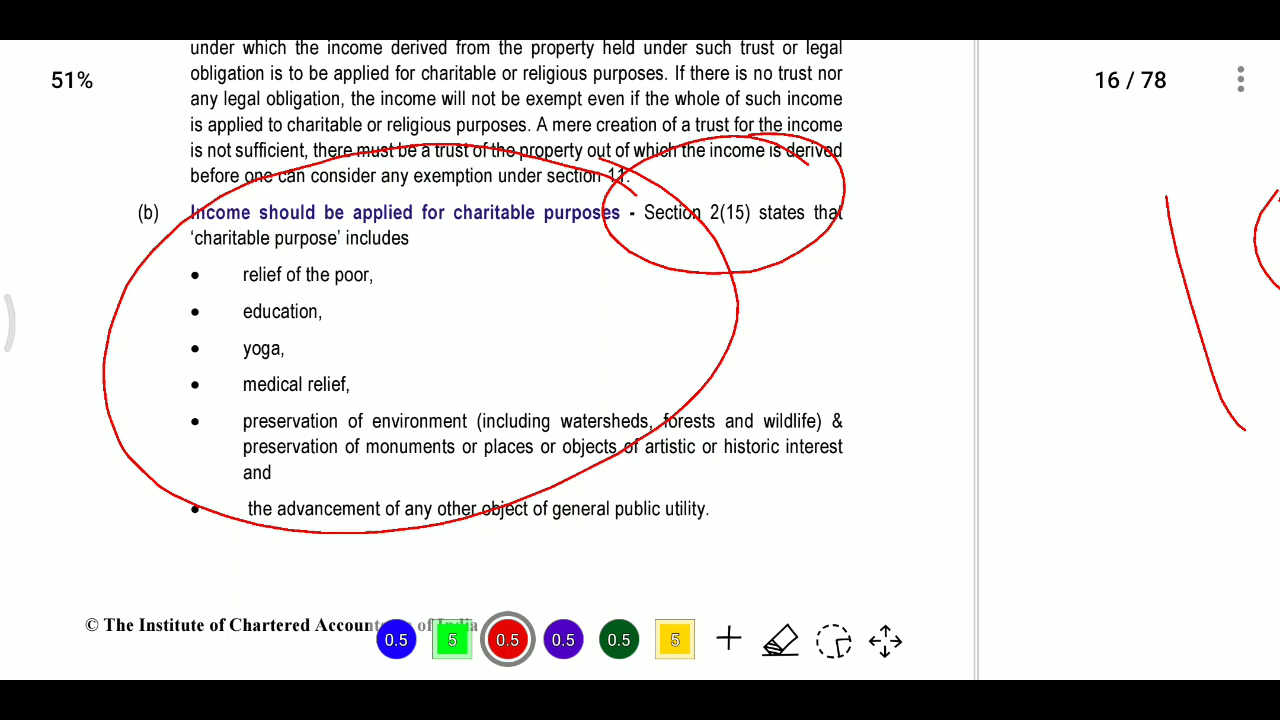 under which the income derived from the property held under such trust or legal
51%
16 / 78
obligation is to be applied for charitable or religious purposes. If there is no trust nor
any legal obligation, the income will not be exempt even if the whole of such income
is applied to charitable or religious purposes. A mere creation of a trust for the income
is not sufficient, there must be a trust of the property out of which the income is derived
before one can consider any exemption under section 11.
(b) Income should be applied for charitable purposes - Section 2(15) states that
‘charitable purpose’ includes
• relief of the poor,
• education,
• yoga,
• medical relief,
• preservation of environment (including watersheds, forests and wildlife) &
preservation of monuments or places or objects of artistic or historic interest
and
• the advancement of any other object of general public utility.
© The Institute of Chartered Accountants of India
0.5 5 0.5 0.5 0.5 5